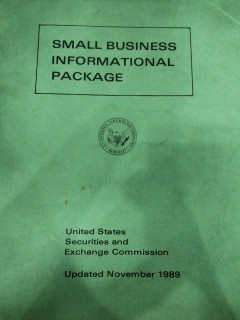 SMALL BUSINESS
INFORMATIONAL
PACKAGE
United States
Securities and
Exchange Commission
Updated November 1989